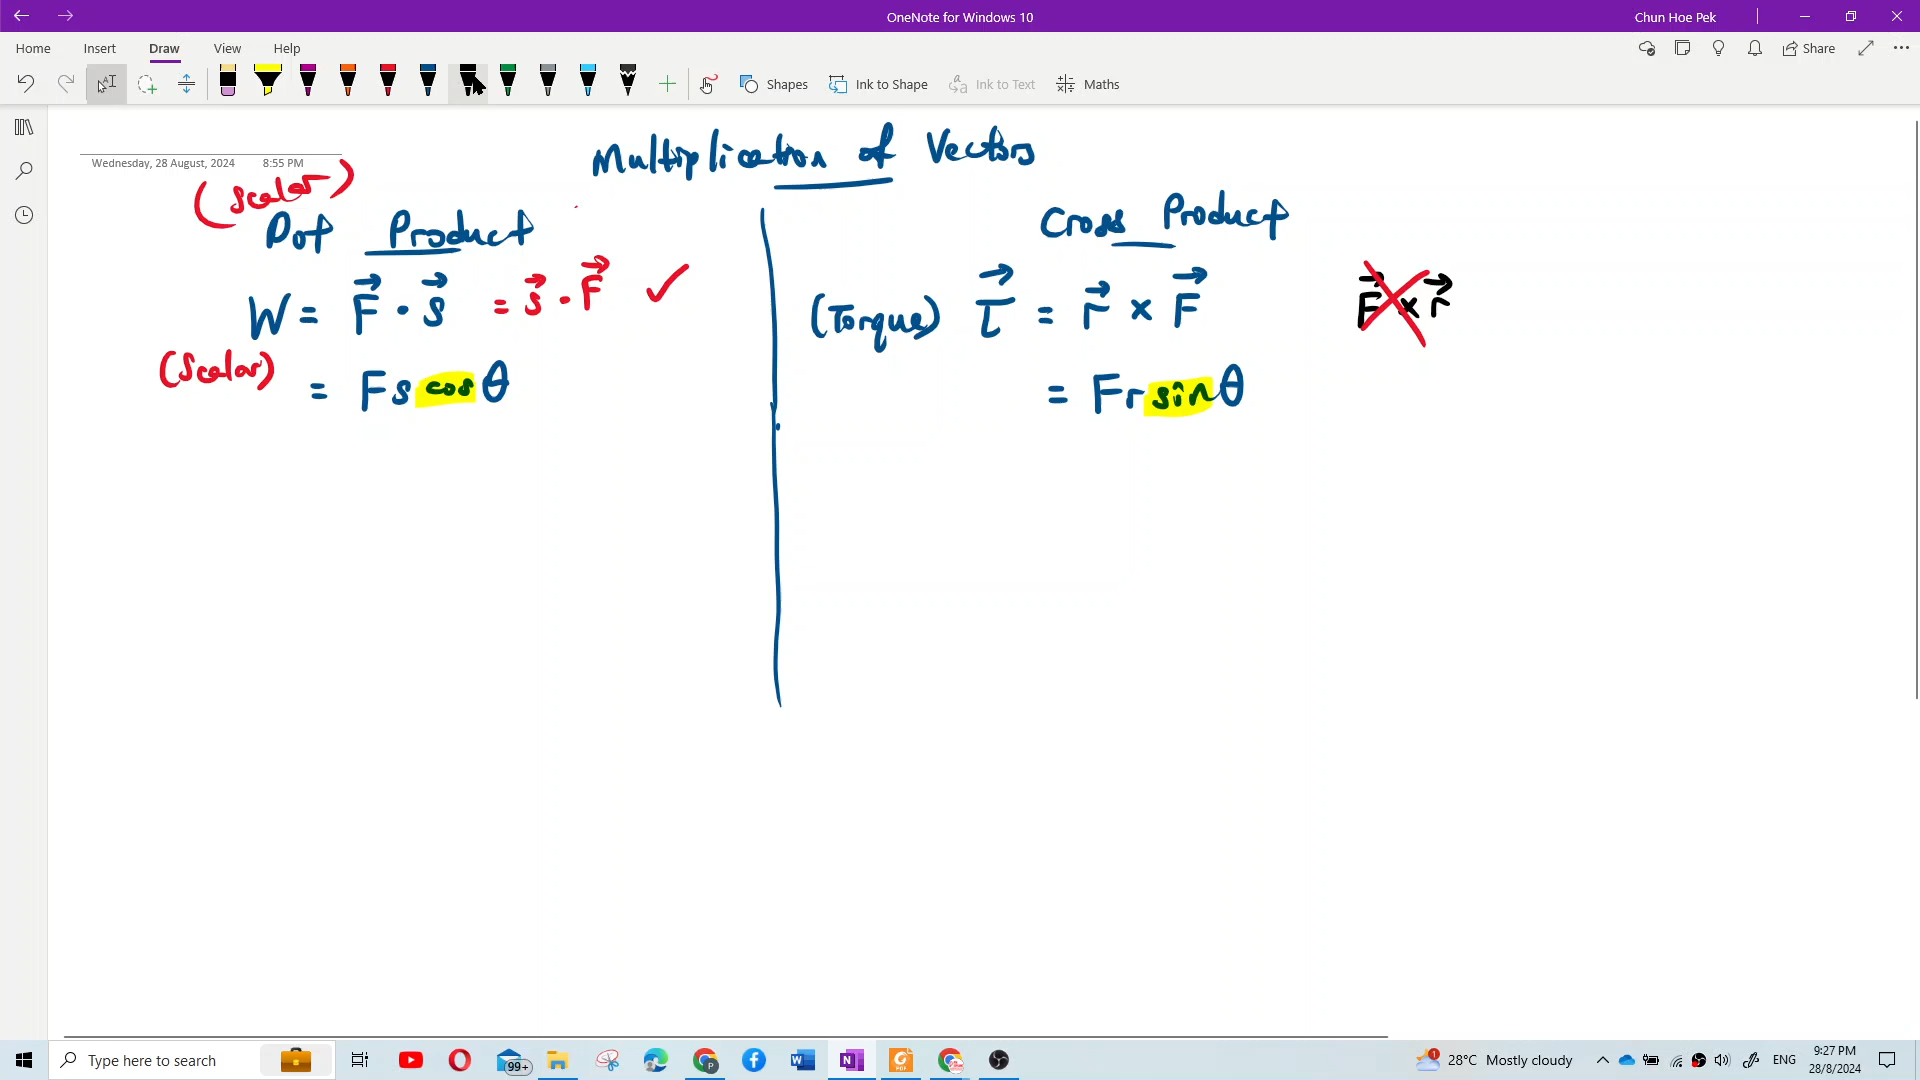 OneNote for Windows 10
Chun Hoe Pek
Home Insert Draw View Help
Share
Shapes
Ink to Shape
Ink to Text
Maths
Wednesday, 28 August, 2024 8:55 PM
Multiplication of Vectors
(Scalar)
Dot Product
W = F⃗ · s⃗ = s⃗ · F⃗ ✓
(Scalar)
= Fs cos θ
Cross Product
(Torque) τ⃗ = r⃗ × F⃗
F⃗ × r⃗
= Fr sin θ
Type here to search
99+
28°C Mostly cloudy
ENG
9:27 PM
28/8/2024